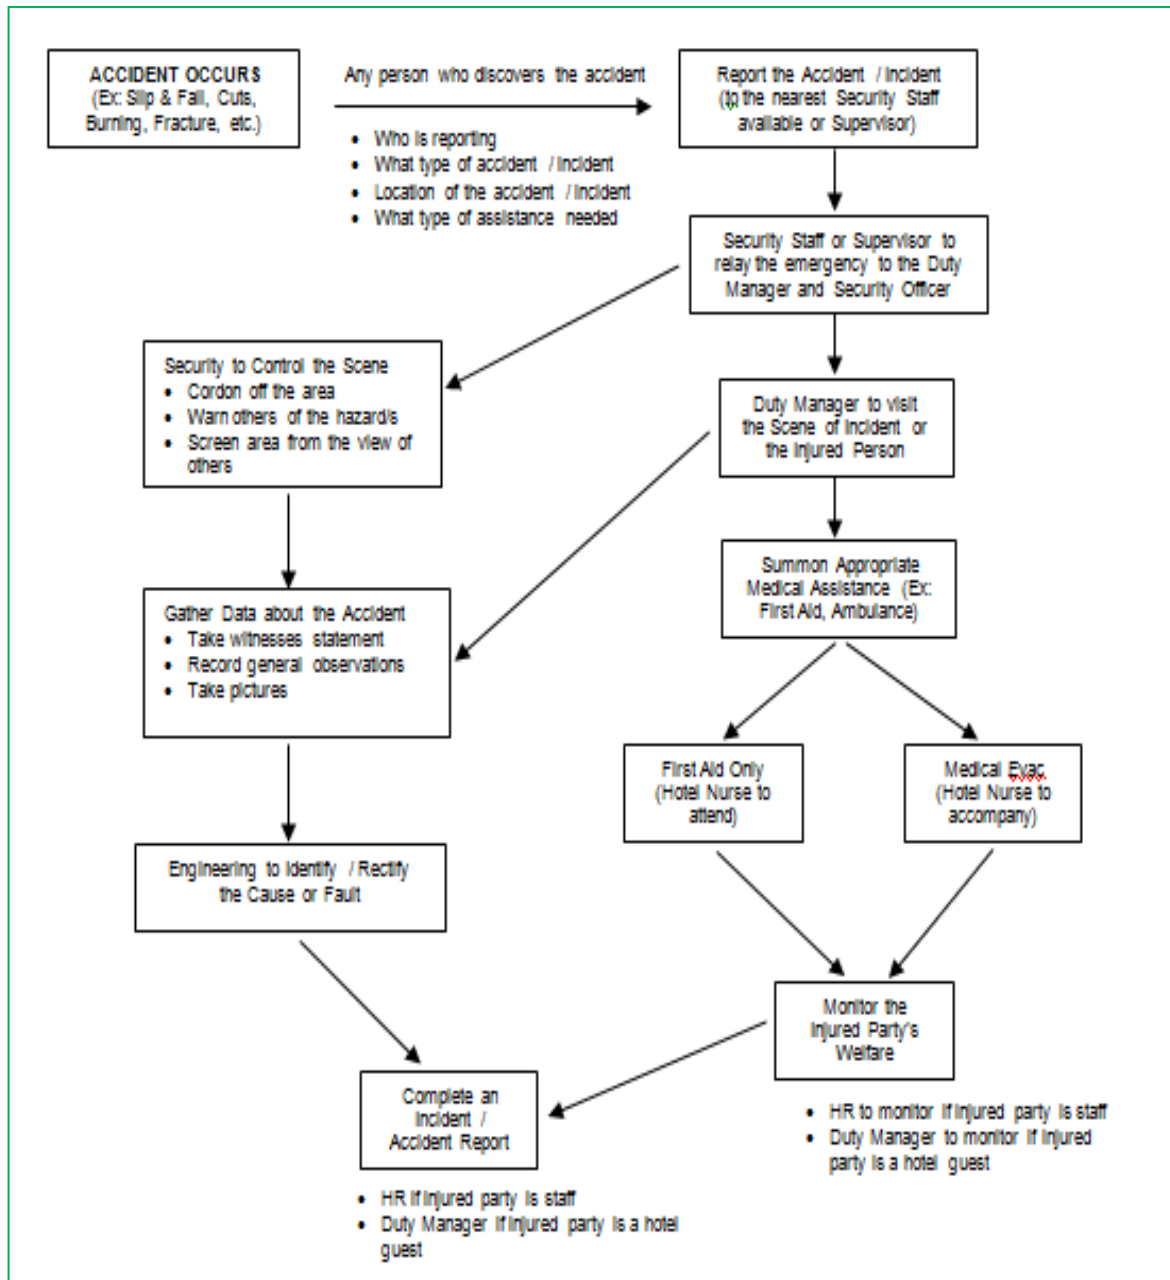 ACCIDENT OCCURS
(Ex: Slip & Fall, Cuts,
Burning, Fracture, etc.)
Any person who discovers the accident
• Who is reporting
• What type of accident / Incident
• Location of the accident / Incident
• What type of assistance needed
Report the Accident / Incident
(to the nearest Security Staff
available or Supervisor)
Security Staff or Supervisor to
relay the emergency to the Duty
Manager and Security Officer
Security to Control the Scene
• Cordon off the area
• Warn others of the hazard/s
• Screen area from the view of
others
Duty Manager to visit
the Scene of Incident or
the Injured Person
Summon Appropriate
Medical Assistance (Ex:
First Aid, Ambulance)
Gather Data about the Accident
• Take witnesses statement
• Record general observations
• Take pictures
First Aid Only
(Hotel Nurse to
attend)
Medical Evac.
(Hotel Nurse to
accompany)
Engineering to Identify / Rectify
the Cause or Fault
Monitor the
Injured Party's
Welfare
• HR to monitor if injured party is staff
• Duty Manager to monitor if injured
party is a hotel guest
Complete an
Incident /
Accident Report
• HR if injured party is staff
• Duty Manager if injured party is a hotel
guest